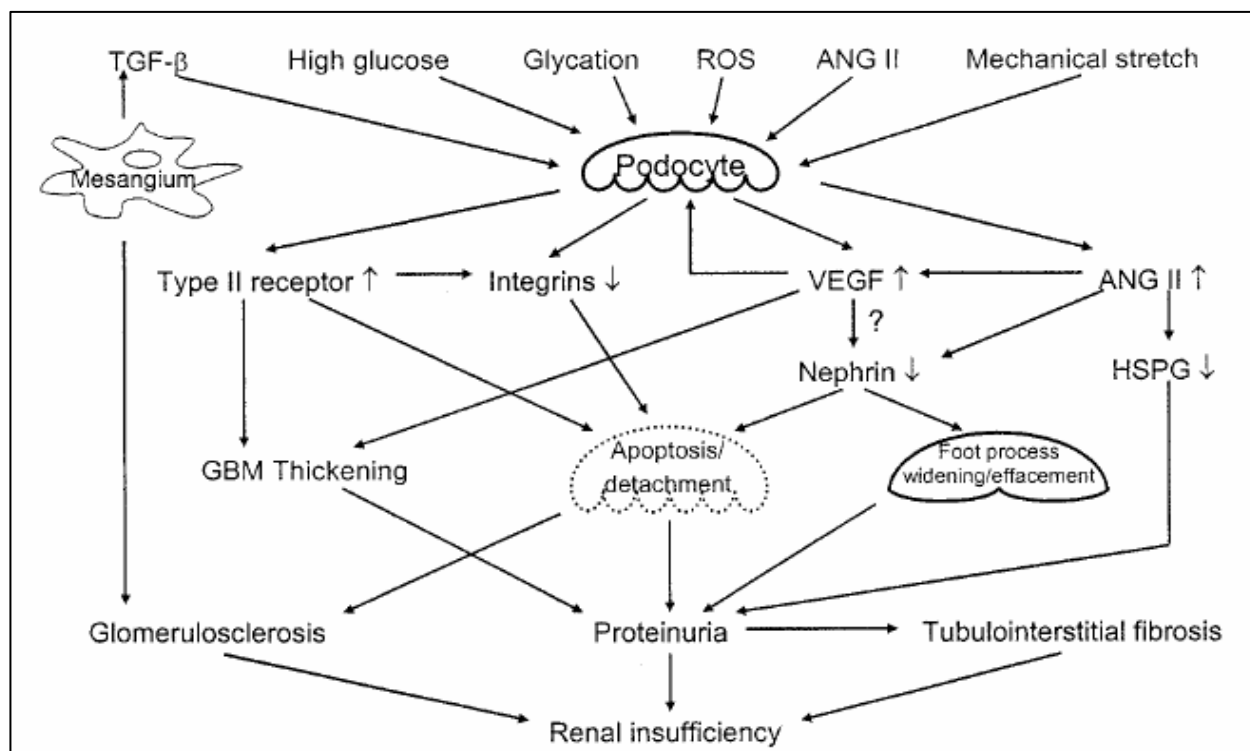 TGF-β High glucose Glycation ROS ANG II Mechanical stretch
Mesangium
Podocyte
Type II receptor ↑ Integrins ↓ VEGF ↑ ANG II ↑
?
Nephrin ↓ HSPG ↓
GBM Thickening
Apoptosis/
detachment
Foot process
widening/effacement
Glomerulosclerosis Proteinuria Tubulointerstitial fibrosis
Renal insufficiency